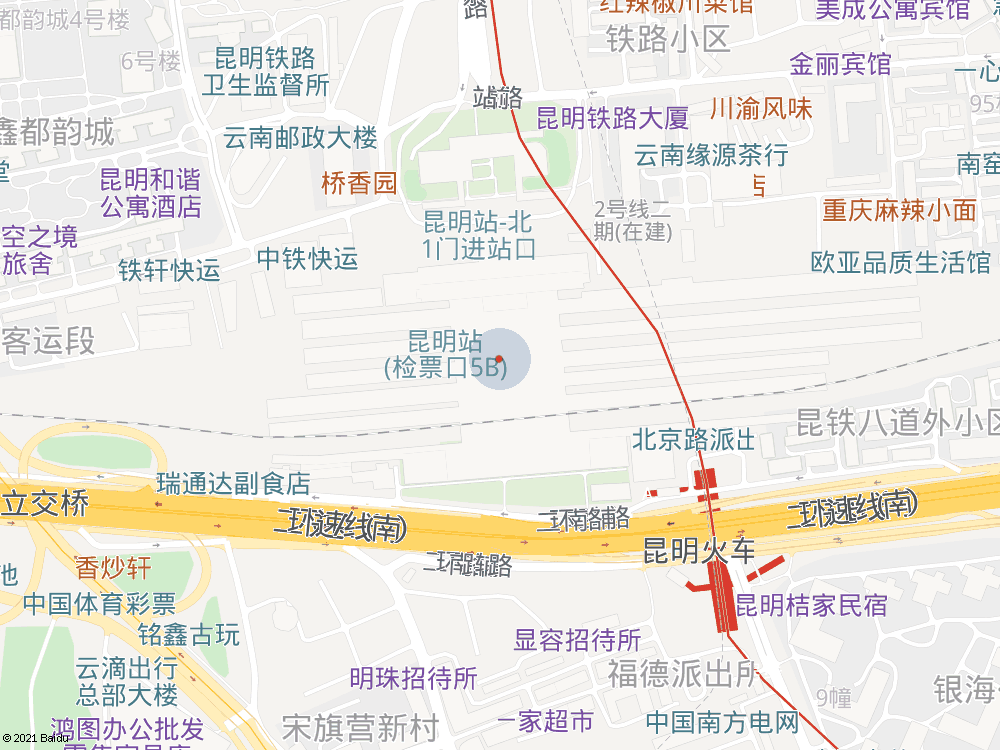 都韵城4号楼
6号楼
昆明铁路
卫生监督所
路
红辣椒川菜馆
铁路小区
美成公寓宾馆
金丽宾馆
一心
95栋
站前路
昆明铁路大厦
川渝风味
鑫都韵城
云南邮政大楼
云南缘源茶行
南窑
堂
昆明和谐
公寓酒店
桥香园
店
昆明站-北
1门进站口
2号线二
期(在建)
重庆麻辣小面
空之境
旅舍
铁轩快运
中铁快运
欧亚品质生活馆
客运段
昆明站
(检票口5B)
北京路派出
昆铁八道外小区
立交桥
瑞通达副食店
二环快速线(南)
二环南路辅路
二环快速线(南)
二环南路辅路
昆明火车
香炒轩
他
中国体育彩票
铭鑫古玩
昆明桔家民宿
显容招待所
云滴出行
总部大楼
明珠招待所
福德派出所
9幢
银海
鸿图办公批发
宋旗营新村
一家超市
中国南方电网
© 2021 Baidu